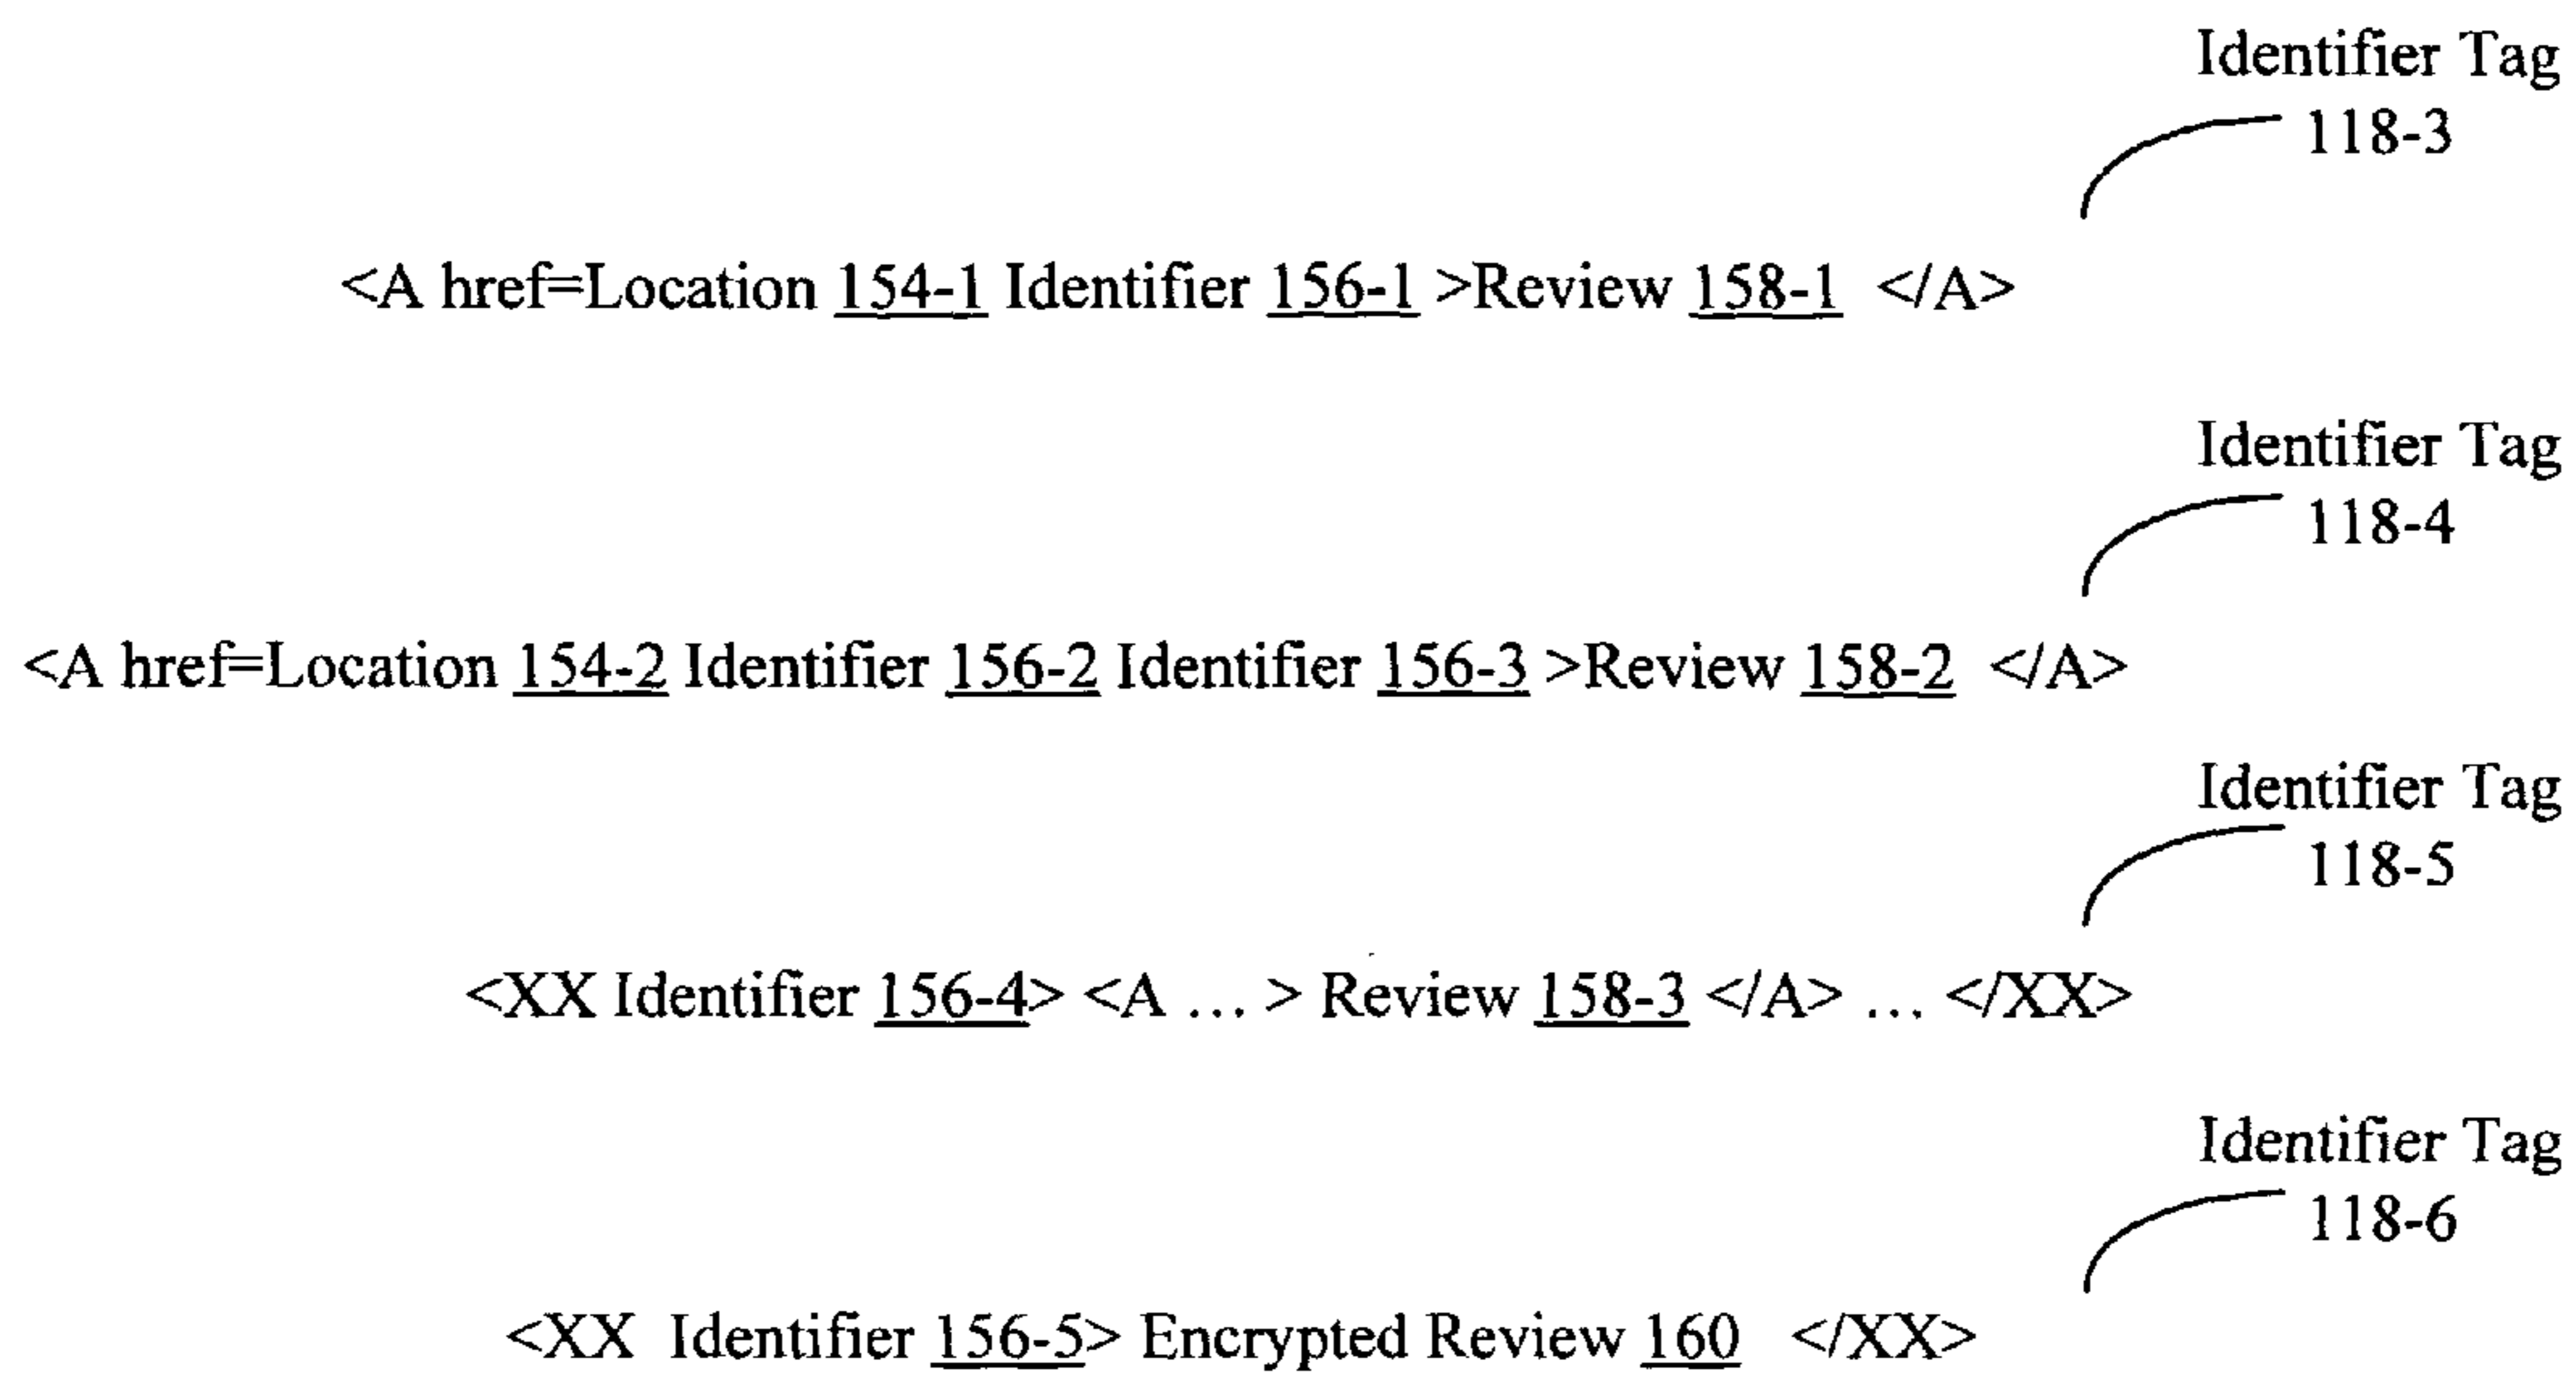 Identifier Tag
118-3
<A href=Location 154-1 Identifier 156-1 >Review 158-1 </A>
Identifier Tag
118-4
<A href=Location 154-2 Identifier 156-2 Identifier 156-3 >Review 158-2 </A>
Identifier Tag
118-5
<XX Identifier 156-4> <A ... > Review 158-3 </A> ... </XX>
Identifier Tag
118-6
<XX Identifier 156-5> Encrypted Review 160 </XX>